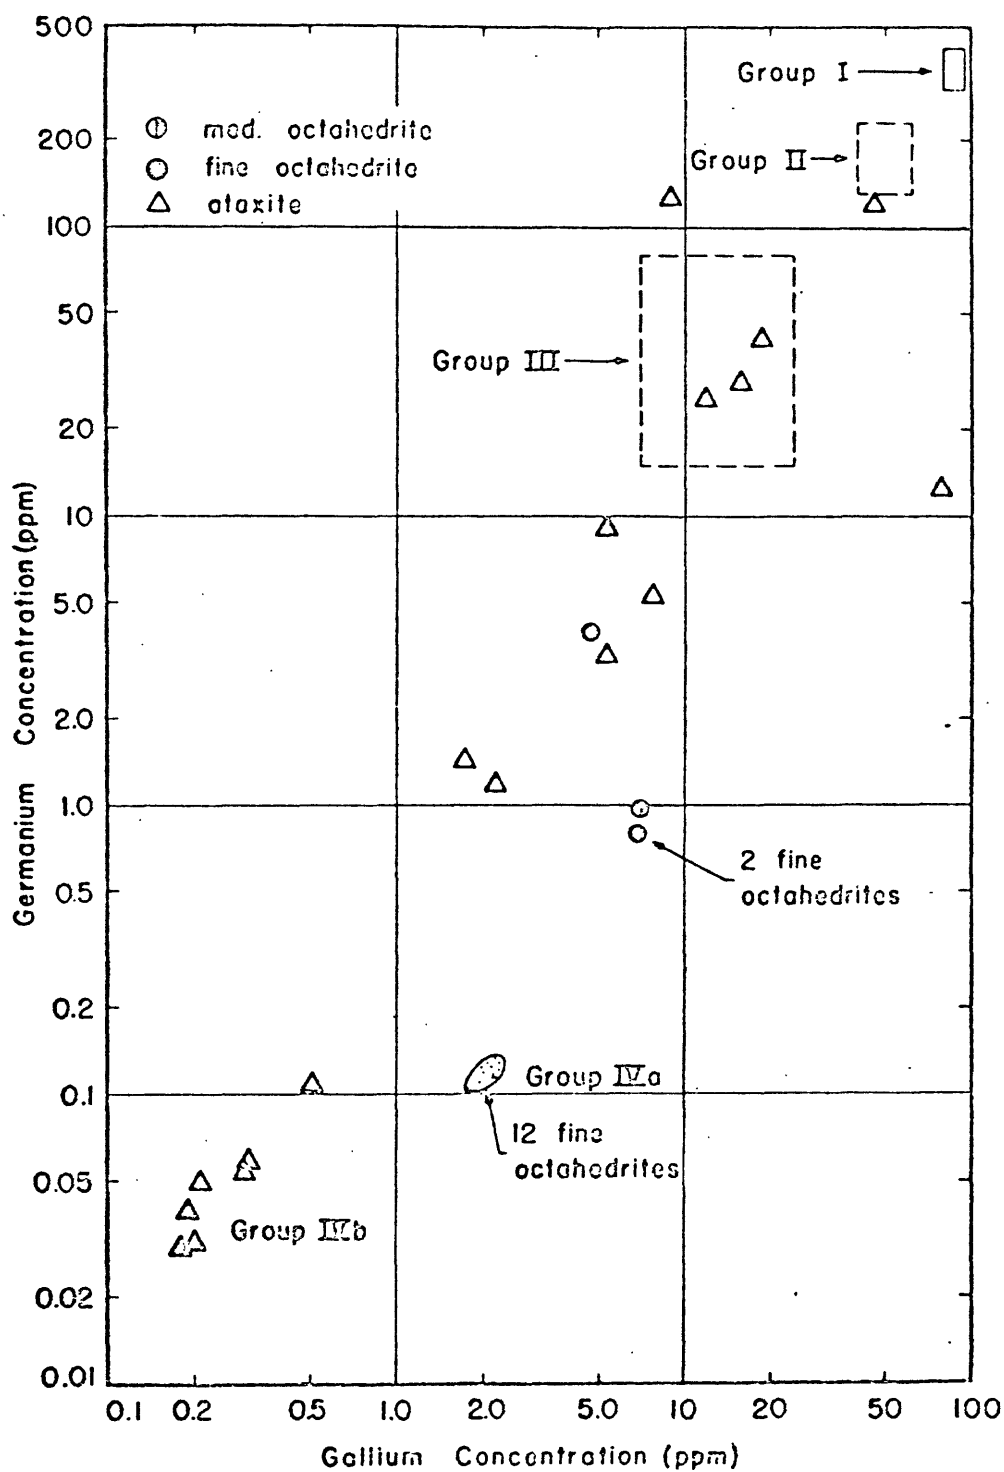 500
Group I
med. octahedrite
fine octahedrite
ataxite
200
Group II
100
50
Group III
20
10
5.0
2.0
1.0
2 fine
octahedrites
0.5
0.2
Group IVa
0.1
12 fine
octahedrites
0.05
Group IVb
0.02
0.01
0.1 0.2 0.5 1.0 2.0 5.0 10 20 50 100
Gallium Concentration (ppm)
Germanium Concentration (ppm)